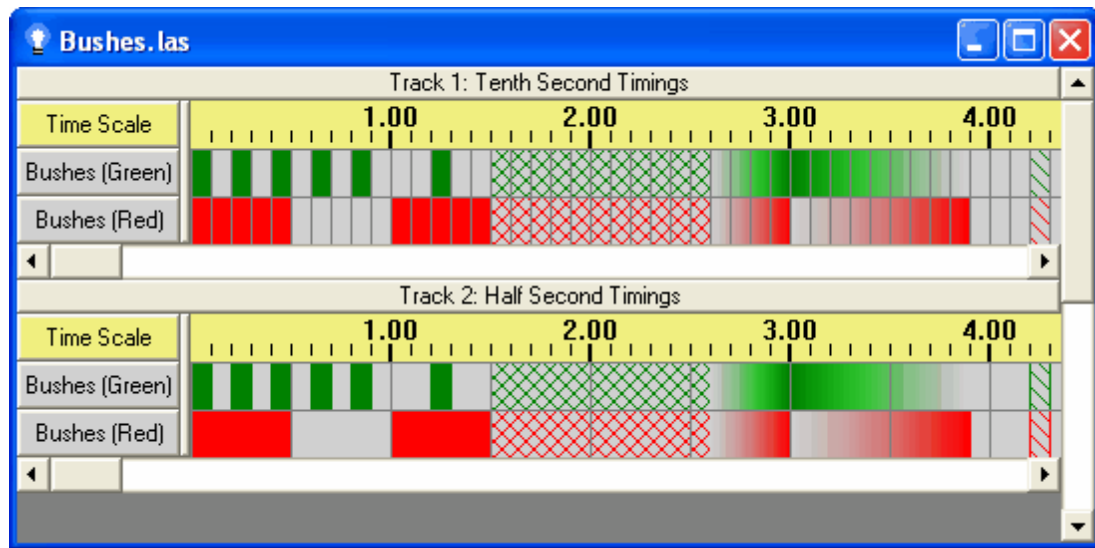 Bushes.las
Track 1: Tenth Second Timings
Time Scale 1.00 2.00 3.00 4.00
Bushes (Green)
Bushes (Red)
Track 2: Half Second Timings
Time Scale 1.00 2.00 3.00 4.00
Bushes (Green)
Bushes (Red)